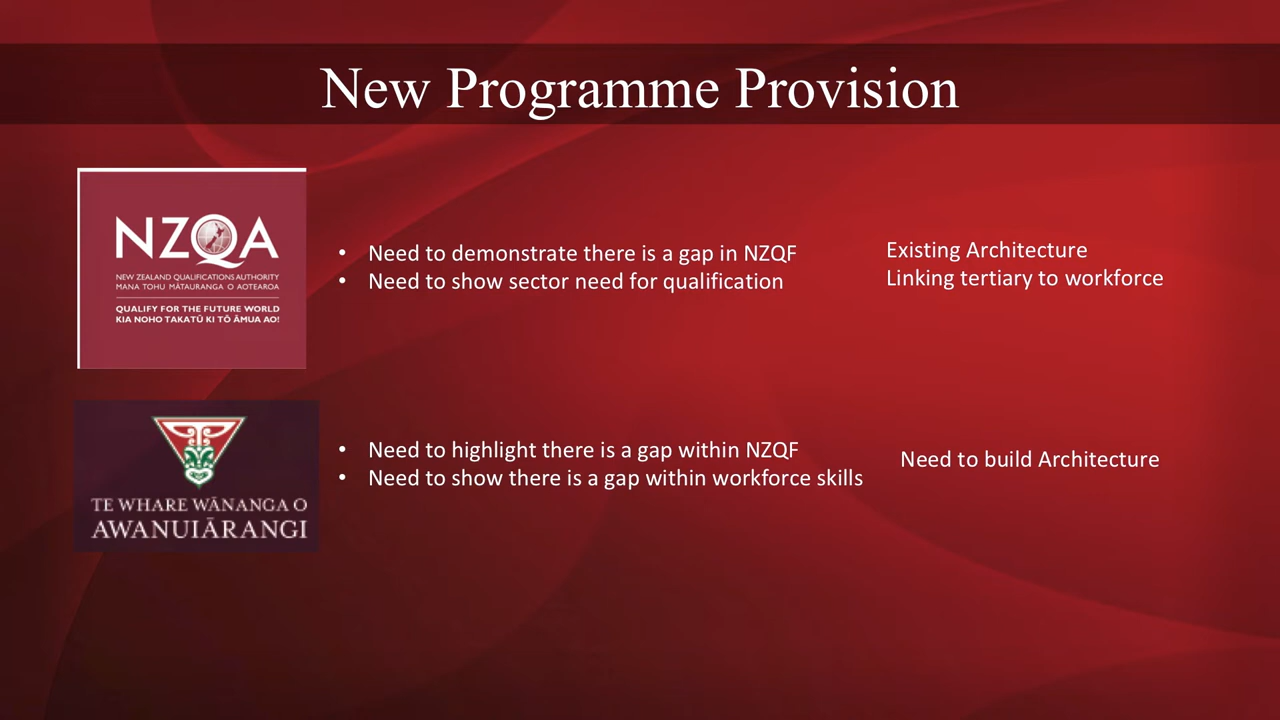 New Programme Provision
NZQA
NEW ZEALAND QUALIFICATIONS AUTHORITY
MANA TOHU MĀTAURANGA O AOTEAROA
QUALIFY FOR THE FUTURE WORLD
KIA NOHO TAKATŪ KI TŌ ĀMUA AO!
• Need to demonstrate there is a gap in NZQF
• Need to show sector need for qualification
Existing Architecture
Linking tertiary to workforce
TE WHARE WĀNANGA O
AWANUIĀRANGI
• Need to highlight there is a gap within NZQF
• Need to show there is a gap within workforce skills
Need to build Architecture